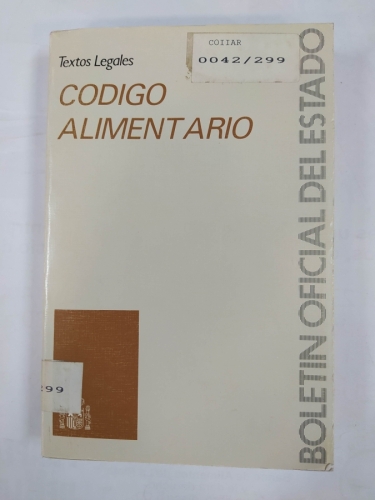 COIIAR
0042/299
Textos Legales
CODIGO
ALIMENTARIO
BOLETIN OFICIAL DEL ESTADO
299